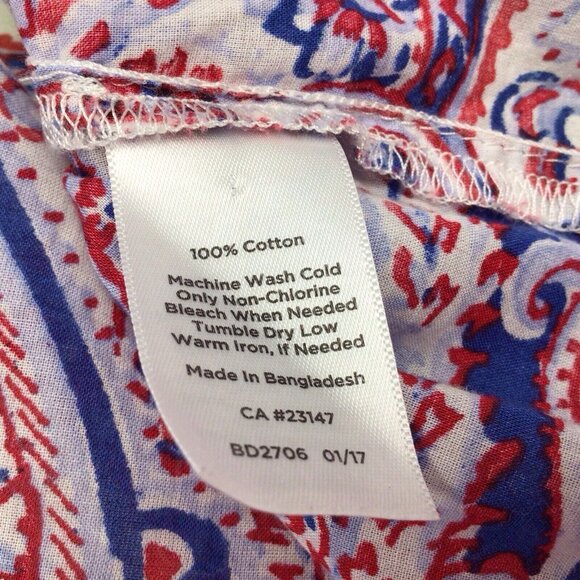 100% Cotton
Machine Wash Cold
Only Non-Chlorine
Bleach When Needed
Tumble Dry Low
Warm Iron, If Needed
Made In Bangladesh
CA #23147
BD2706 01/17